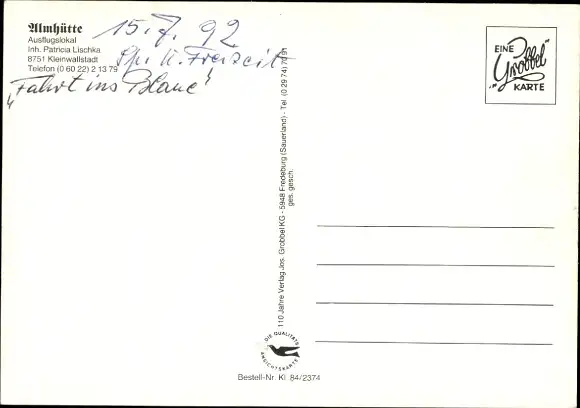 Almhütte
Ausflugslokal
Inh. Patricia Lischka
8751 Kleinwallstadt
Telefon (0 60 22) 2 13 79
15.7. 92
Sp. u. Freizeit
"Fahrt ins Blaue"
110 Jahre Verlag Jos. Grobbel KG - 5948 Fredeburg (Sauerland) - Tel. (0 29 74) 70 91
ges. gesch.
EINE
Grobbel
KARTE
DIE QUALITÄTS
ANSICHTSKARTE
Bestell-Nr. Kl 84/2374